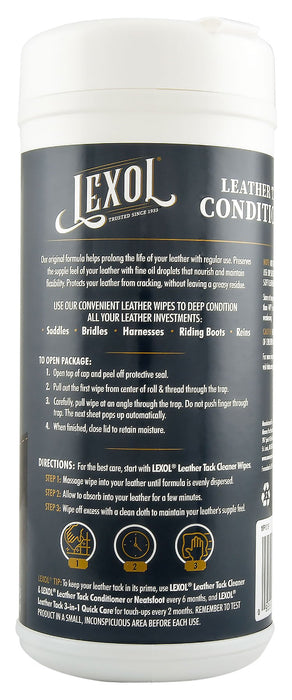 LEXOL®
TRUSTED SINCE 1933
LEATHER T
CONDITIO
Our original formula helps prolong the life of your leather with regular use. Preserves
the supple feel of your leather with fine oil droplets that nourish and maintain
flexibility. Protects your leather from cracking, without leaving a greasy residue.
USE OUR CONVENIENT LEATHER WIPES TO DEEP CONDITION
ALL YOUR LEATHER INVESTMENTS:
• Saddles • Bridles • Harnesses • Riding Boots • Reins
TO OPEN PACKAGE:
1. Open top of cap and peel off protective seal.
2. Pull out the first wipe from center of roll & thread through the trap.
3. Carefully, pull wipe at an angle through the trap. Do not push finger through
trap. The next sheet pops up automatically.
4. When finished, close lid to retain moisture.
DIRECTIONS: For the best care, start with LEXOL® Leather Tack Cleaner Wipes.
STEP 1: Massage wipe into your leather until formula is evenly dispersed.
STEP 2: Allow to absorb into your leather for a few minutes.
STEP 3: Wipe off excess with a clean cloth to maintain your leather's supple feel.
1 2 3
LEXOL® TIP: To keep your leather tack in its prime, use LEXOL® Leather Tack Cleaner
& LEXOL® Leather Tack Conditioner or Neatsfoot every 6 months, and LEXOL®
Leather Tack 3-in-1 Quick Care for touch-ups every 2 months. REMEMBER TO TEST
PRODUCT IN A SMALL, INCONSPICIOUS AREA BEFORE EACH USE.